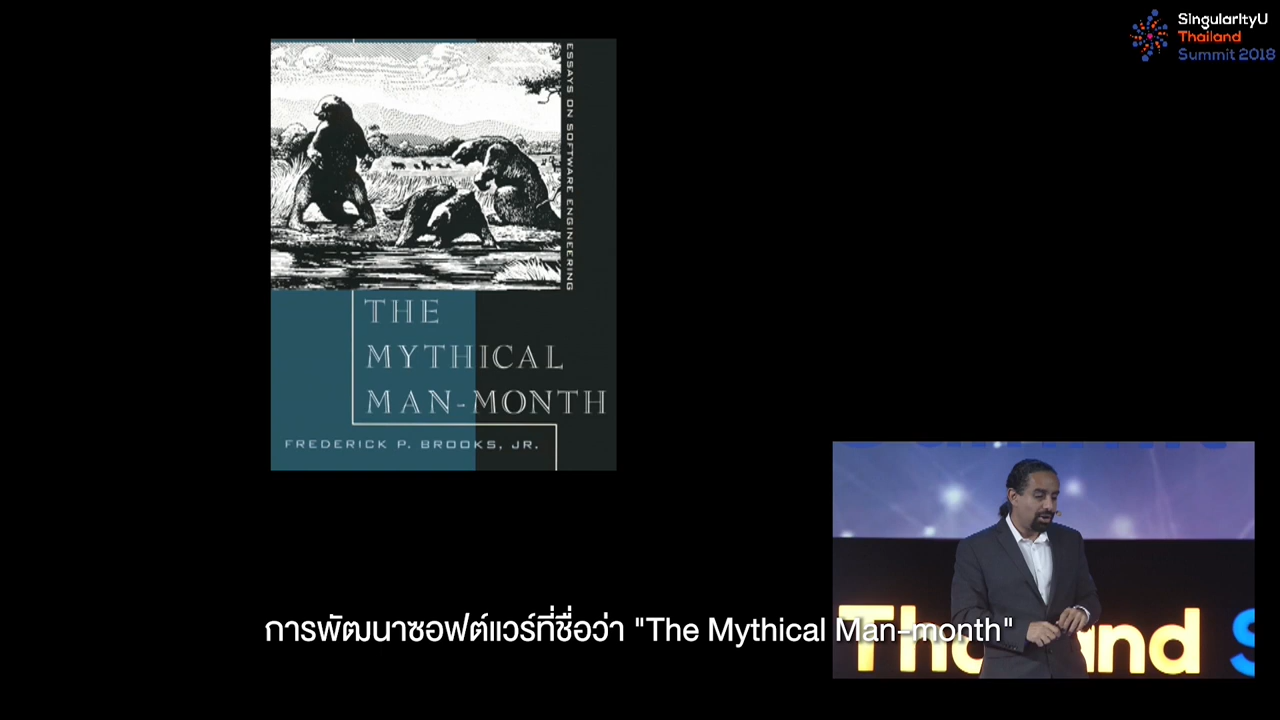 SingularityU
Thailand
Summit 2018
ESSAYS ON SOFTWARE ENGINEERING
THE
MYTHICAL
MAN-MONTH
FREDERICK P. BROOKS, JR.
การพัฒนาซอฟต์แวร์ที่ชื่อว่า "The Mythical Man-month"
Thailand S